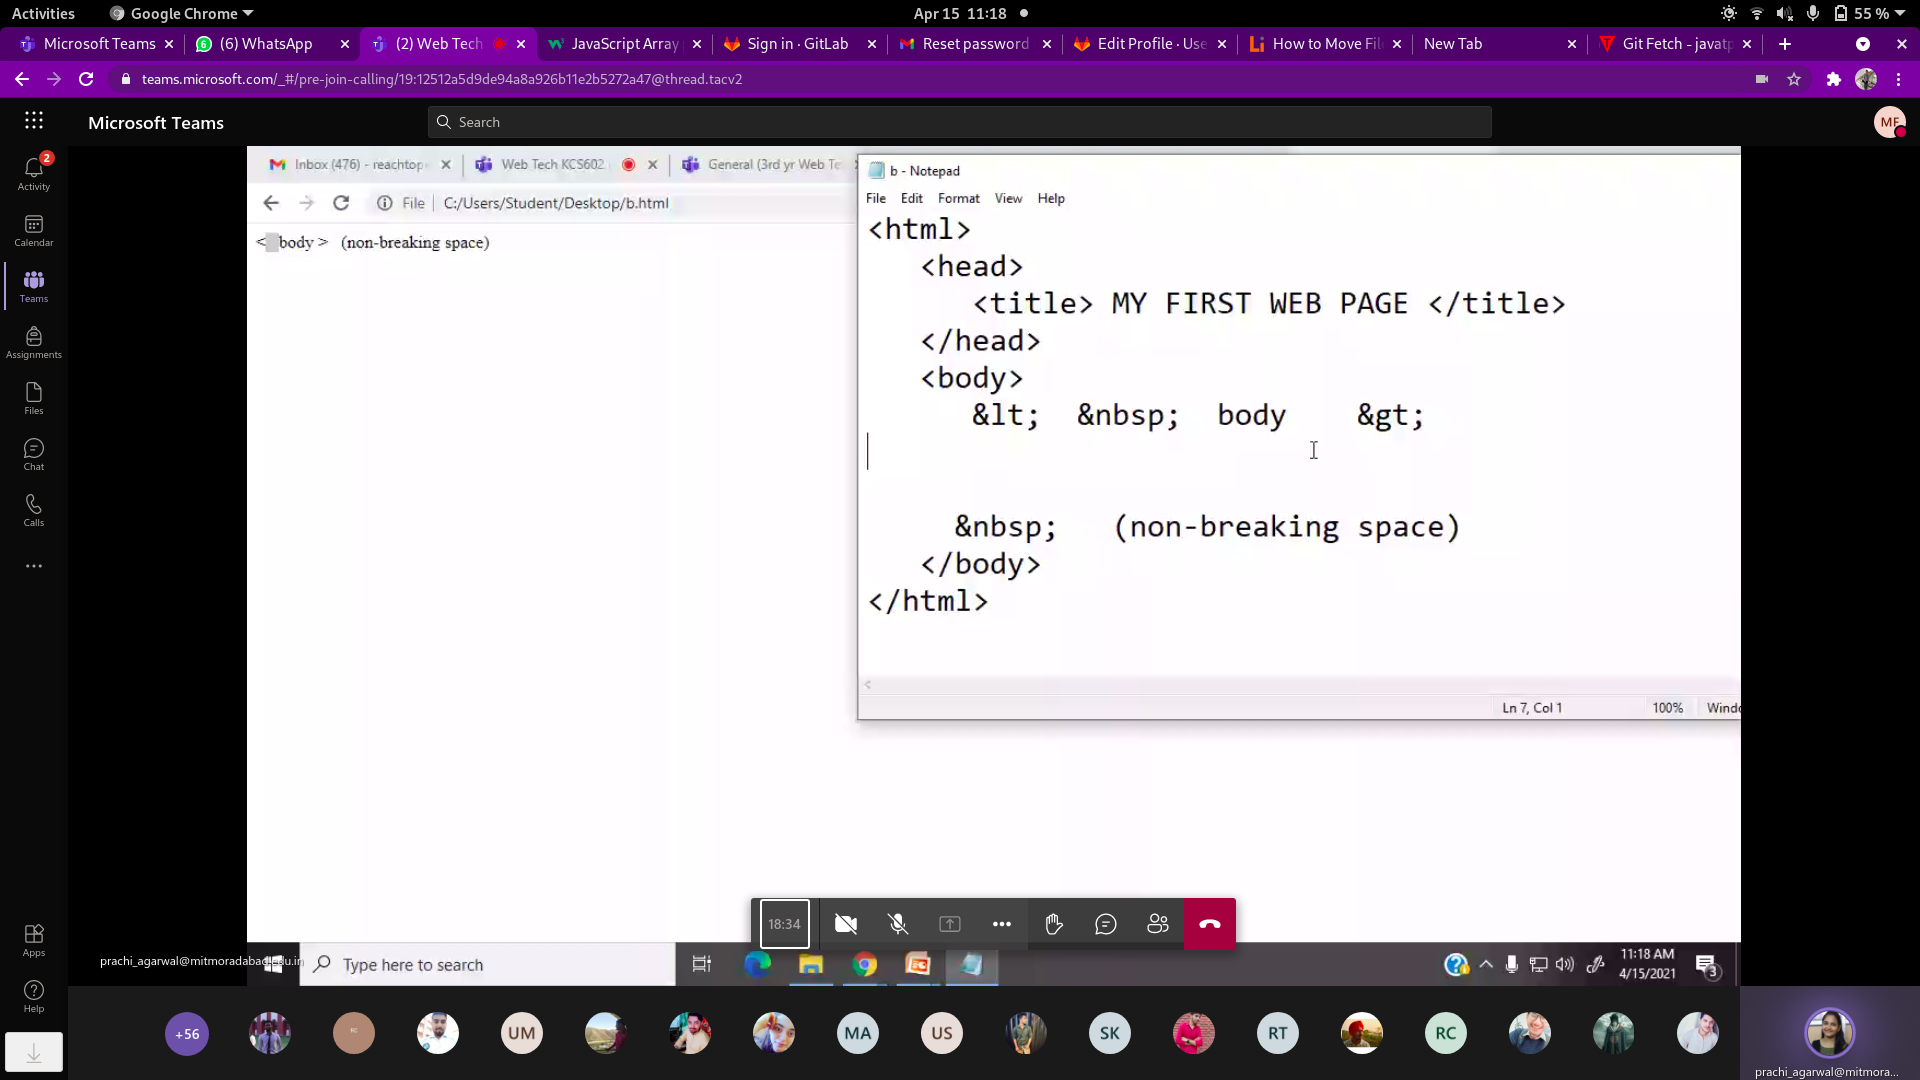 Activities
Google Chrome
Apr 15 11:18
55 %
Microsoft Teams
(6) WhatsApp
(2) Web Tech
JavaScript Array
Sign in · GitLab
Reset password
Edit Profile · Use
How to Move Fil
New Tab
Git Fetch - javatp
teams.microsoft.com/_#/pre-join-calling/19:12512a5d9de94a8a926b11e2b5272a47@thread.tacv2
Microsoft Teams
Search
MF
2
Activity
Calendar
Teams
Assignments
Files
Chat
Calls
Apps
Help
Inbox (476) - reachtope
Web Tech KCS602
General (3rd yr Web Te
File
C:/Users/Student/Desktop/b.html
< body > (non-breaking space)
b - Notepad
File Edit Format View Help
<html>
<head>
<title> MY FIRST WEB PAGE </title>
</head>
<body>
&lt; &nbsp; body &gt;
&nbsp; (non-breaking space)
</body>
</html>
Ln 7, Col 1
100%
Windo
18:34
prachi_agarwal@mitmoradabad.edu.in
Type here to search
11:18 AM
4/15/2021
3
+56
RC
UM
MA
US
SK
RT
RC
prachi_agarwal@mitmora...